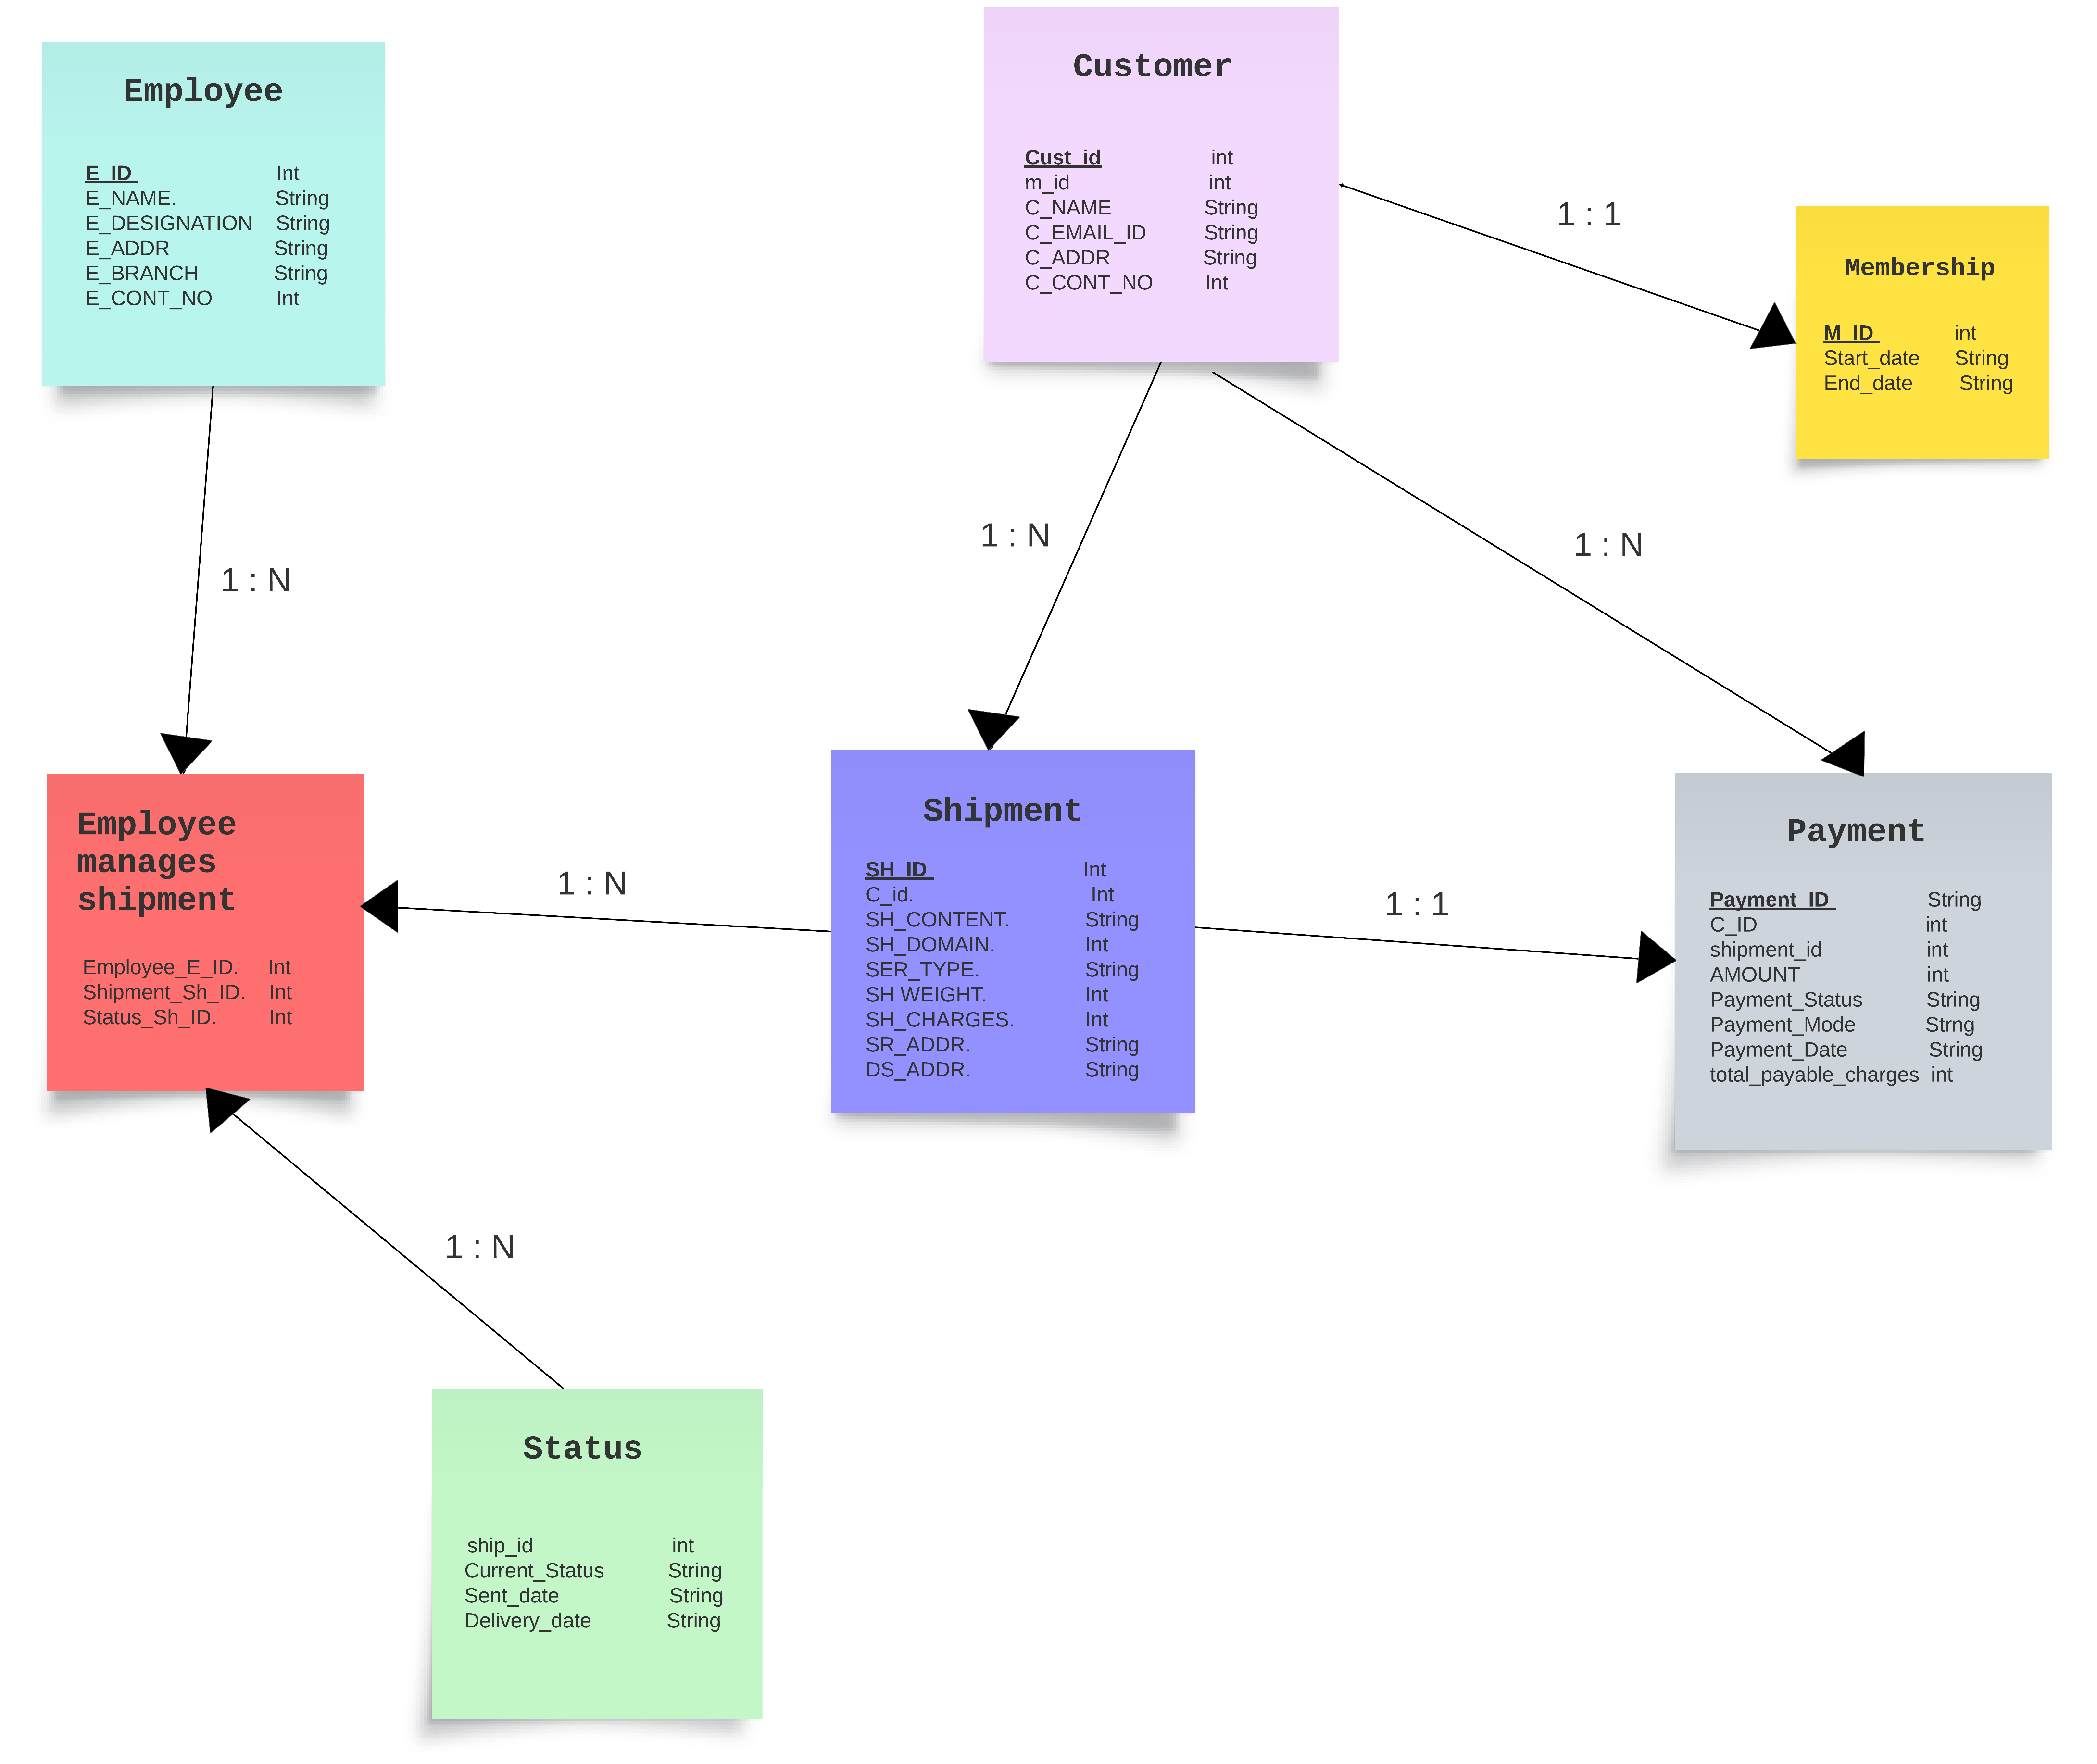 Employee
E_ID Int
E_NAME. String
E_DESIGNATION String
E_ADDR String
E_BRANCH String
E_CONT_NO Int
Customer
Cust_id int
m_id int
C_NAME String
C_EMAIL_ID String
C_ADDR String
C_CONT_NO Int
1 : 1
Membership
M_ID int
Start_date String
End_date String
1 : N
1 : N
1 : N
Employee
manages
shipment
Employee_E_ID. Int
Shipment_Sh_ID. Int
Status_Sh_ID. Int
1 : N
Shipment
SH_ID Int
C_id. Int
SH_CONTENT. String
SH_DOMAIN. Int
SER_TYPE. String
SH WEIGHT. Int
SH_CHARGES. Int
SR_ADDR. String
DS_ADDR. String
1 : 1
Payment
Payment_ID String
C_ID int
shipment_id int
AMOUNT int
Payment_Status String
Payment_Mode Strng
Payment_Date String
total_payable_charges int
1 : N
Status
ship_id int
Current_Status String
Sent_date String
Delivery_date String